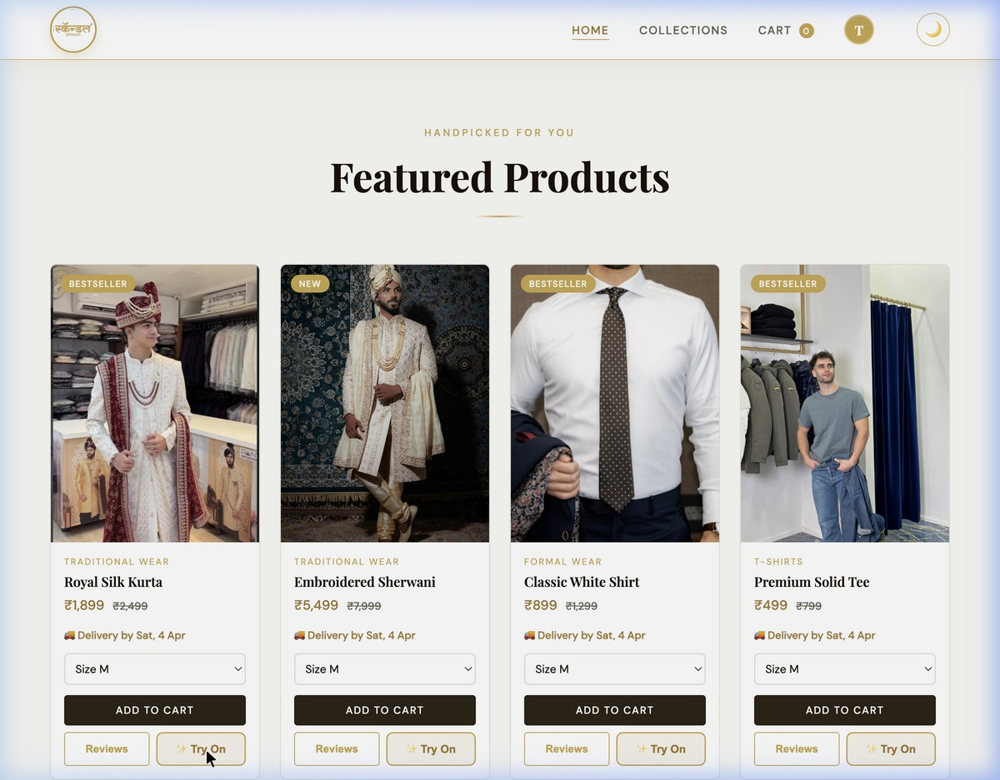 स्कॅन्डल
HOME COLLECTIONS CART 0 T
HANDPICKED FOR YOU
Featured Products
BESTSELLER
TRADITIONAL WEAR
Royal Silk Kurta
₹1,899 ₹2,499
🚚 Delivery by Sat, 4 Apr
Size M
ADD TO CART
Reviews ✨ Try On
NEW
TRADITIONAL WEAR
Embroidered Sherwani
₹5,499 ₹7,999
🚚 Delivery by Sat, 4 Apr
Size M
ADD TO CART
Reviews ✨ Try On
BESTSELLER
FORMAL WEAR
Classic White Shirt
₹899 ₹1,299
🚚 Delivery by Sat, 4 Apr
Size M
ADD TO CART
Reviews ✨ Try On
BESTSELLER
T-SHIRTS
Premium Solid Tee
₹499 ₹799
🚚 Delivery by Sat, 4 Apr
Size M
ADD TO CART
Reviews ✨ Try On